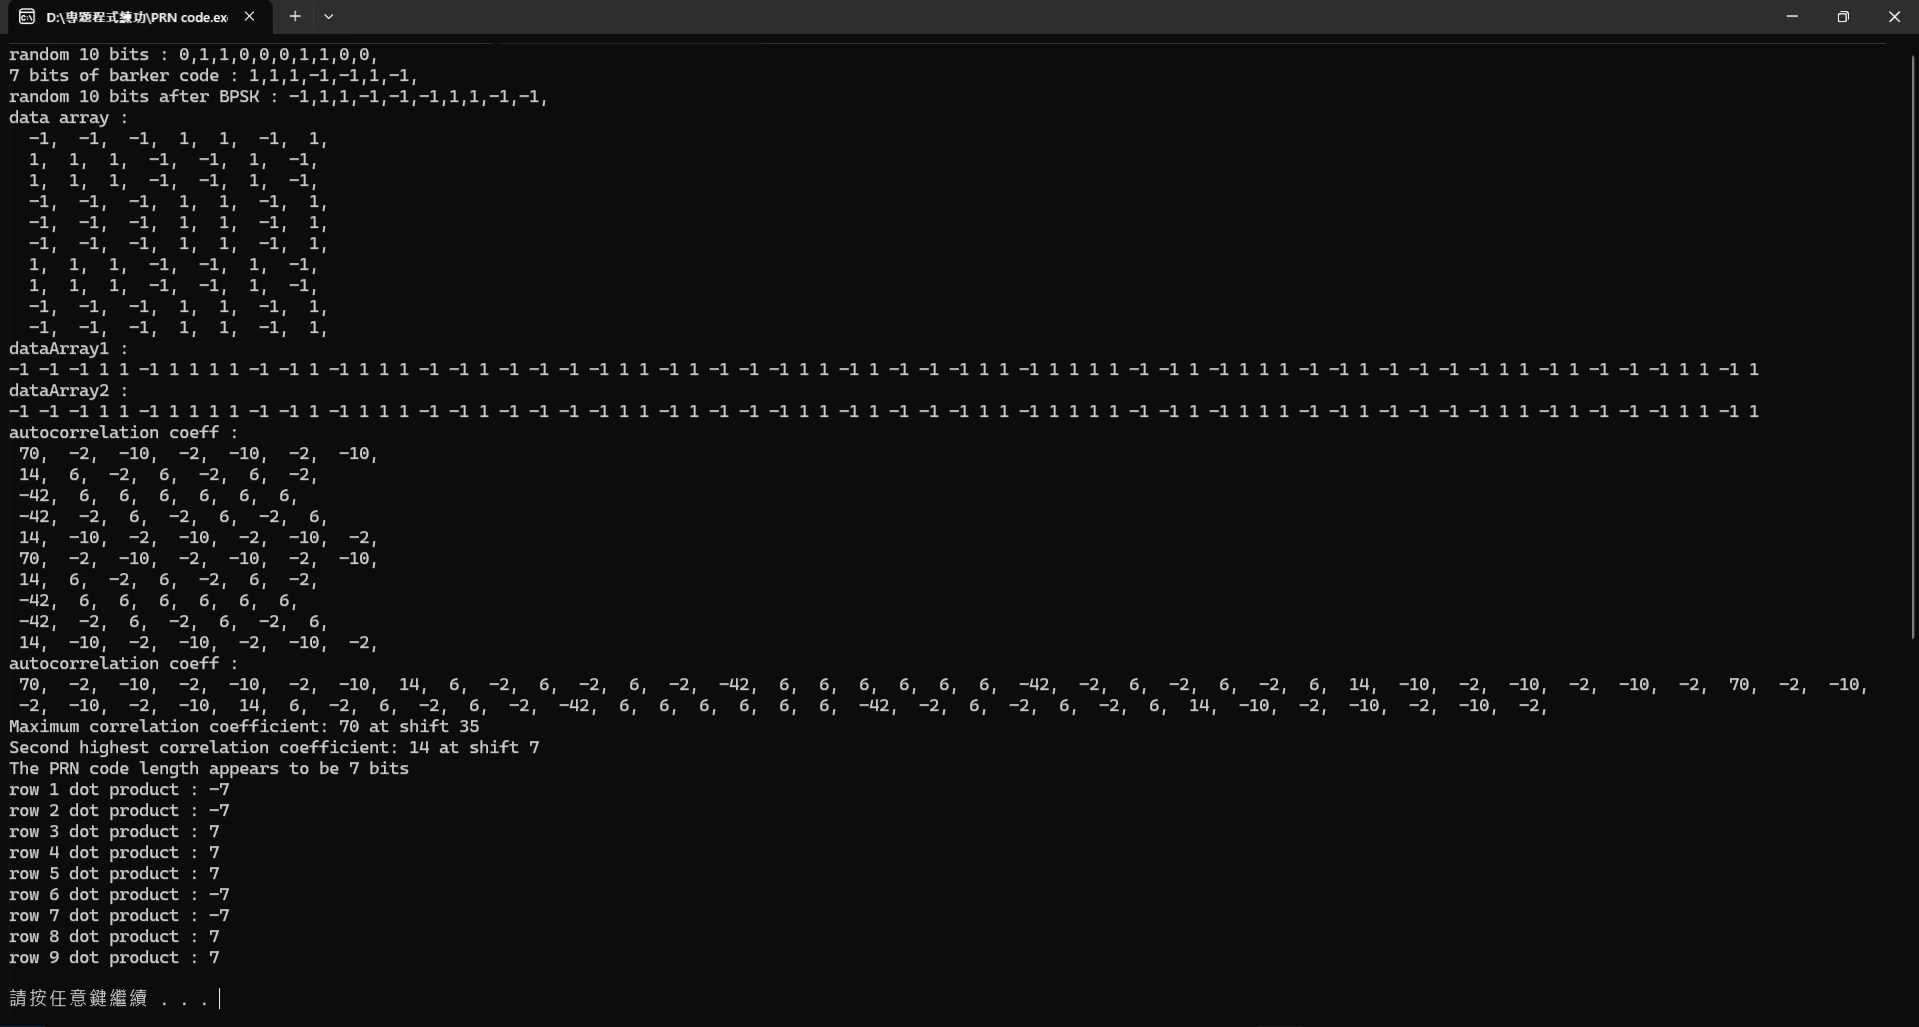 D:\專題程式練功\PRN code.ex
random 10 bits : 0,1,1,0,0,0,1,1,0,0,
7 bits of barker code : 1,1,1,-1,-1,1,-1,
random 10 bits after BPSK : -1,1,1,-1,-1,-1,1,1,-1,-1,
data array :
-1, -1, -1, 1, 1, -1, 1,
1, 1, 1, -1, -1, 1, -1,
1, 1, 1, -1, -1, 1, -1,
-1, -1, -1, 1, 1, -1, 1,
-1, -1, -1, 1, 1, -1, 1,
-1, -1, -1, 1, 1, -1, 1,
1, 1, 1, -1, -1, 1, -1,
1, 1, 1, -1, -1, 1, -1,
-1, -1, -1, 1, 1, -1, 1,
-1, -1, -1, 1, 1, -1, 1,
dataArray1 :
-1 -1 -1 1 1 -1 1 1 1 1 -1 -1 1 -1 1 1 1 -1 -1 1 -1 -1 -1 -1 1 1 -1 1 -1 -1 -1 1 1 -1 1 -1 -1 -1 1 1 -1 1 1 1 1 -1 -1 1 -1 1 1 1 -1 -1 1 -1 -1 -1 -1 1 1 -1 1 -1 -1 -1 1 1 -1 1
dataArray2 :
-1 -1 -1 1 1 -1 1 1 1 1 -1 -1 1 -1 1 1 1 -1 -1 1 -1 -1 -1 -1 1 1 -1 1 -1 -1 -1 1 1 -1 1 -1 -1 -1 1 1 -1 1 1 1 1 -1 -1 1 -1 1 1 1 -1 -1 1 -1 -1 -1 -1 1 1 -1 1 -1 -1 -1 1 1 -1 1
autocorrelation coeff :
70, -2, -10, -2, -10, -2, -10,
14, 6, -2, 6, -2, 6, -2,
-42, 6, 6, 6, 6, 6, 6,
-42, -2, 6, -2, 6, -2, 6,
14, -10, -2, -10, -2, -10, -2,
70, -2, -10, -2, -10, -2, -10,
14, 6, -2, 6, -2, 6, -2,
-42, 6, 6, 6, 6, 6, 6,
-42, -2, 6, -2, 6, -2, 6,
14, -10, -2, -10, -2, -10, -2,
autocorrelation coeff :
70, -2, -10, -2, -10, -2, -10, 14, 6, -2, 6, -2, 6, -2, -42, 6, 6, 6, 6, 6, 6, -42, -2, 6, -2, 6, -2, 6, 14, -10, -2, -10, -2, -10, -2, 70, -2, -10,
-2, -10, -2, -10, 14, 6, -2, 6, -2, 6, -2, -42, 6, 6, 6, 6, 6, 6, -42, -2, 6, -2, 6, -2, 6, 14, -10, -2, -10, -2, -10, -2,
Maximum correlation coefficient: 70 at shift 35
Second highest correlation coefficient: 14 at shift 7
The PRN code length appears to be 7 bits
row 1 dot product : -7
row 2 dot product : -7
row 3 dot product : 7
row 4 dot product : 7
row 5 dot product : 7
row 6 dot product : -7
row 7 dot product : -7
row 8 dot product : 7
row 9 dot product : 7
請按任意鍵繼續 . . .